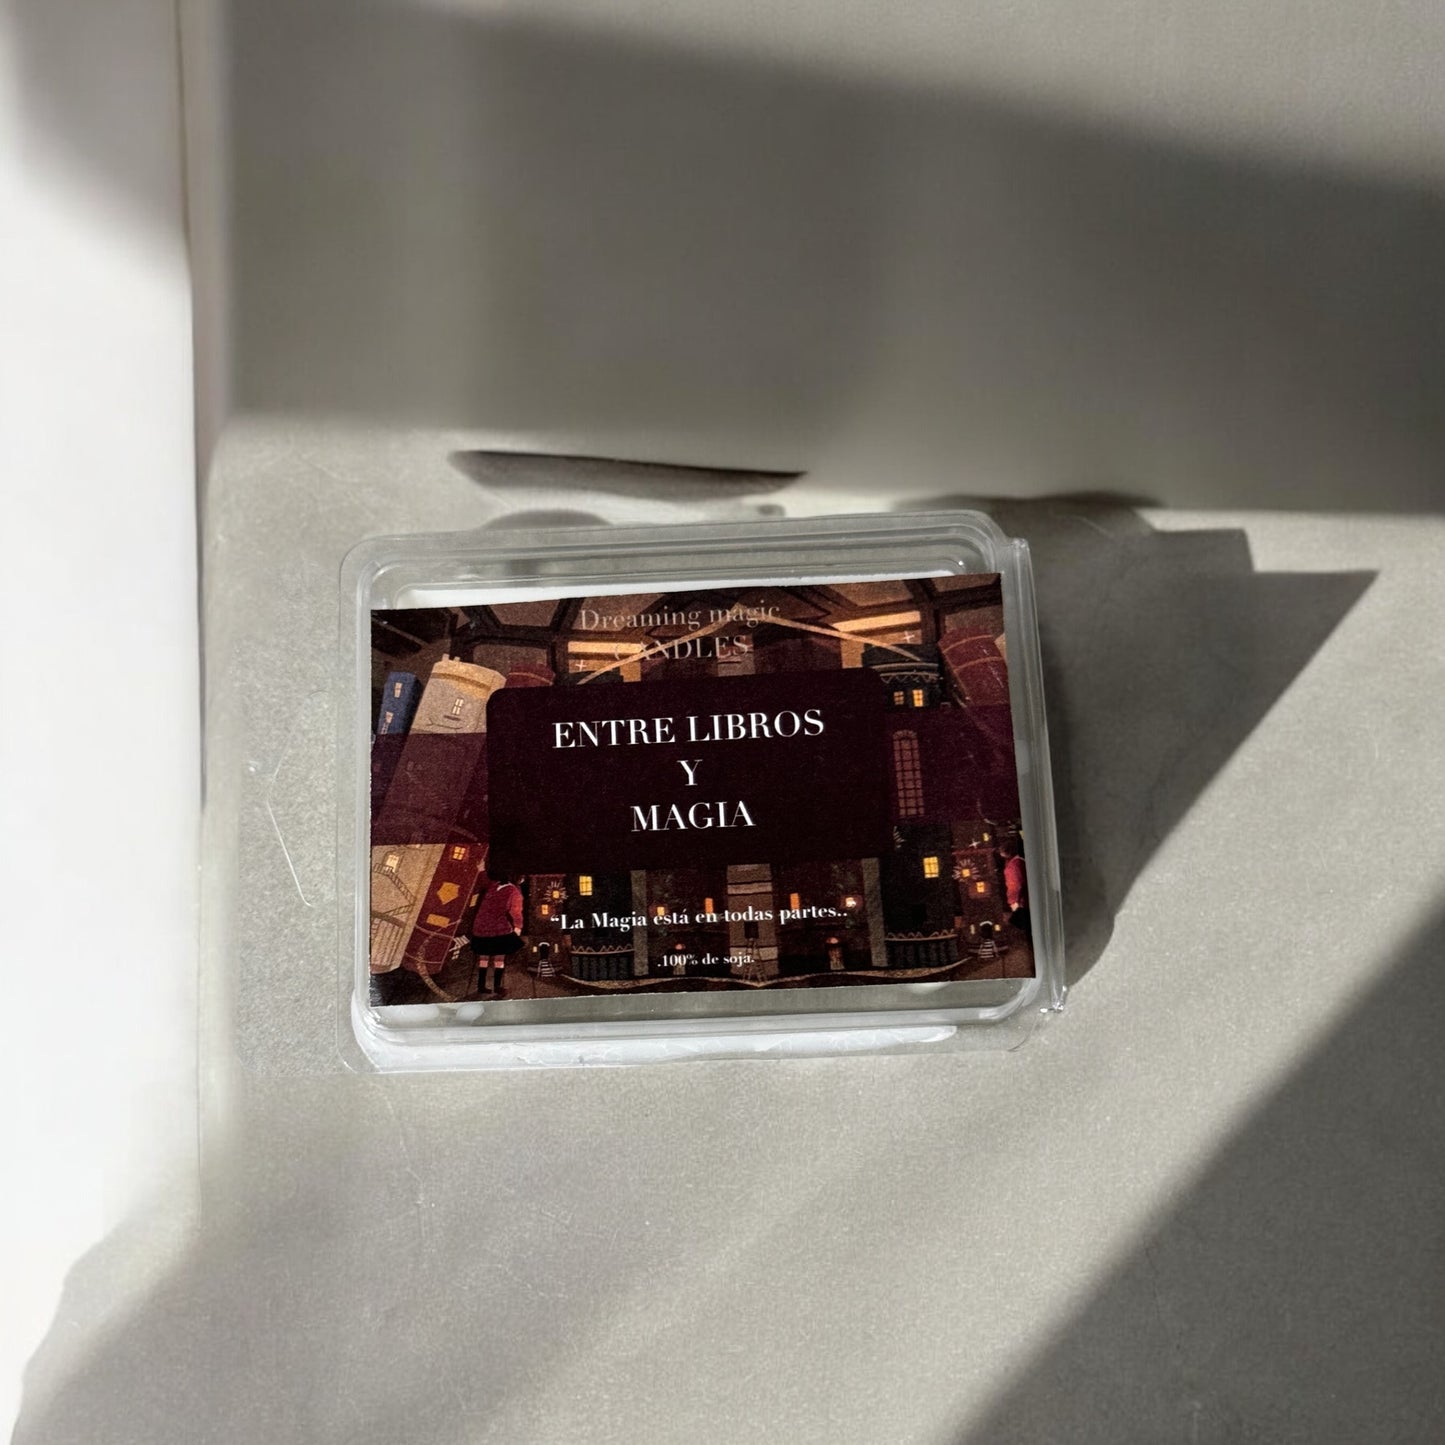 Dreaming magic
CANDLES
ENTRE LIBROS
Y
MAGIA
“La Magia está en todas partes..”
.100% de soja.